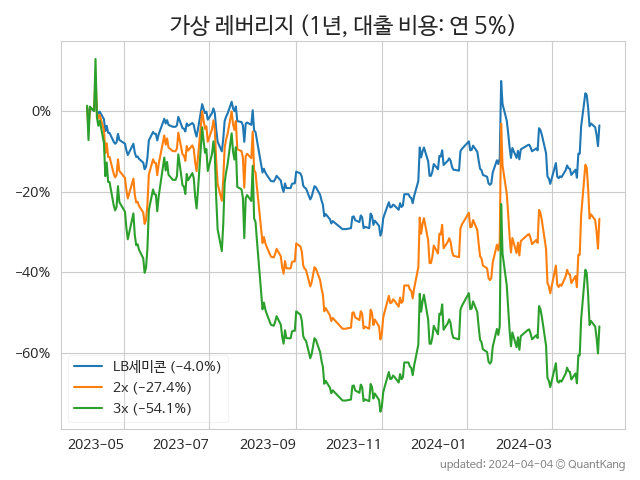 가상 레버리지 (1년, 대출 비용: 연 5%)
0%
−20%
−40%
−60%
LB세미콘 (−4.0%)
2x (−27.4%)
3x (−54.1%)
2023−05 2023−07 2023−09 2023−11 2024−01 2024−03
updated: 2024−04−04 © QuantKang